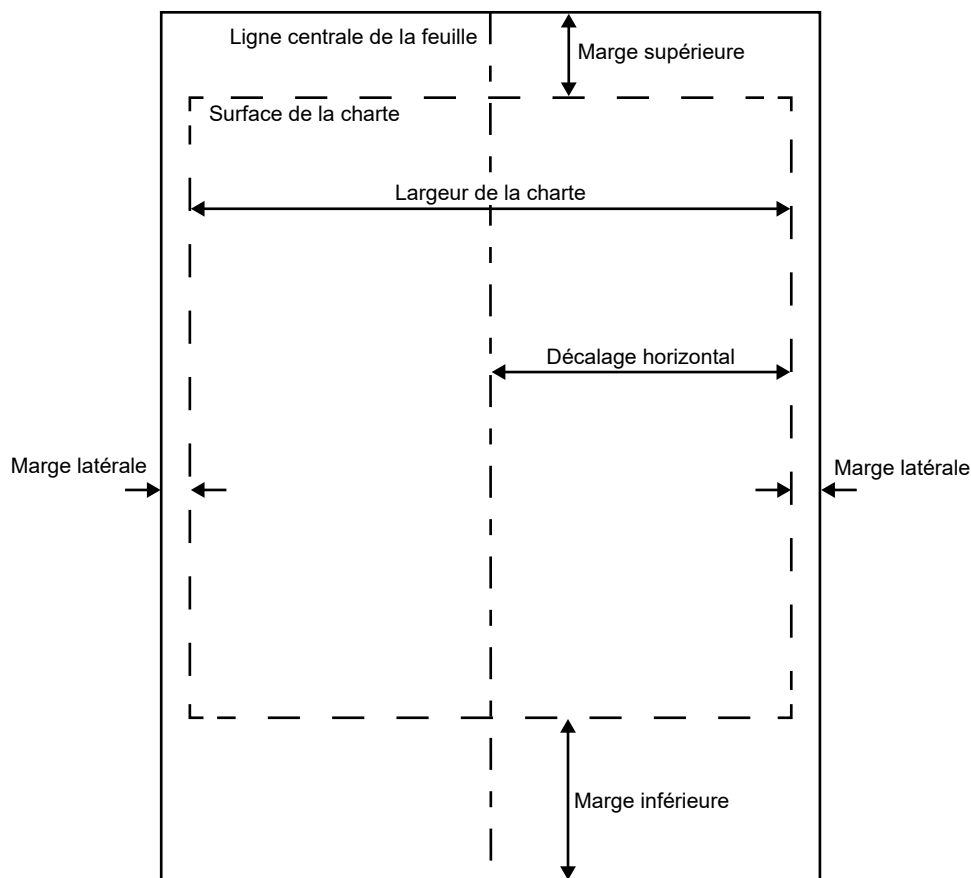 Ligne centrale de la feuille
Marge supérieure
Surface de la charte
Largeur de la charte
Décalage horizontal
Marge latérale
Marge latérale
Marge inférieure